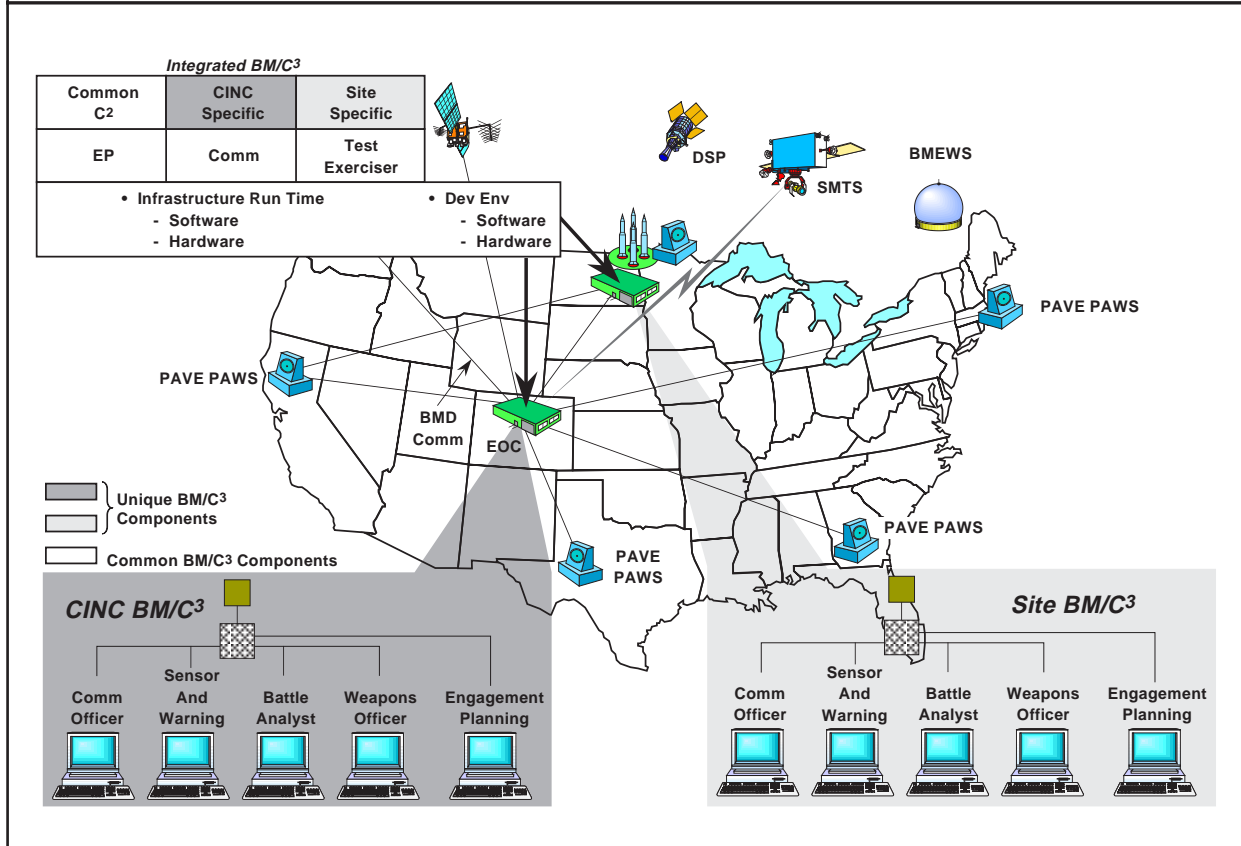 Integrated BM/C3
Common
C2
CINC
Specific
Site
Specific
EP
Comm
Test
Exerciser
• Infrastructure Run Time
- Software
- Hardware
• Dev Env
- Software
- Hardware
DSP
SMTS
BMEWS
PAVE PAWS
PAVE PAWS
BMD
Comm
EOC
PAVE PAWS
PAVE
PAWS
Unique BM/C3
Components
Common BM/C3 Components
CINC BM/C3
Comm
Officer
Sensor
And
Warning
Battle
Analyst
Weapons
Officer
Engagement
Planning
Site BM/C3
Comm
Officer
Sensor
And
Warning
Battle
Analyst
Weapons
Officer
Engagement
Planning